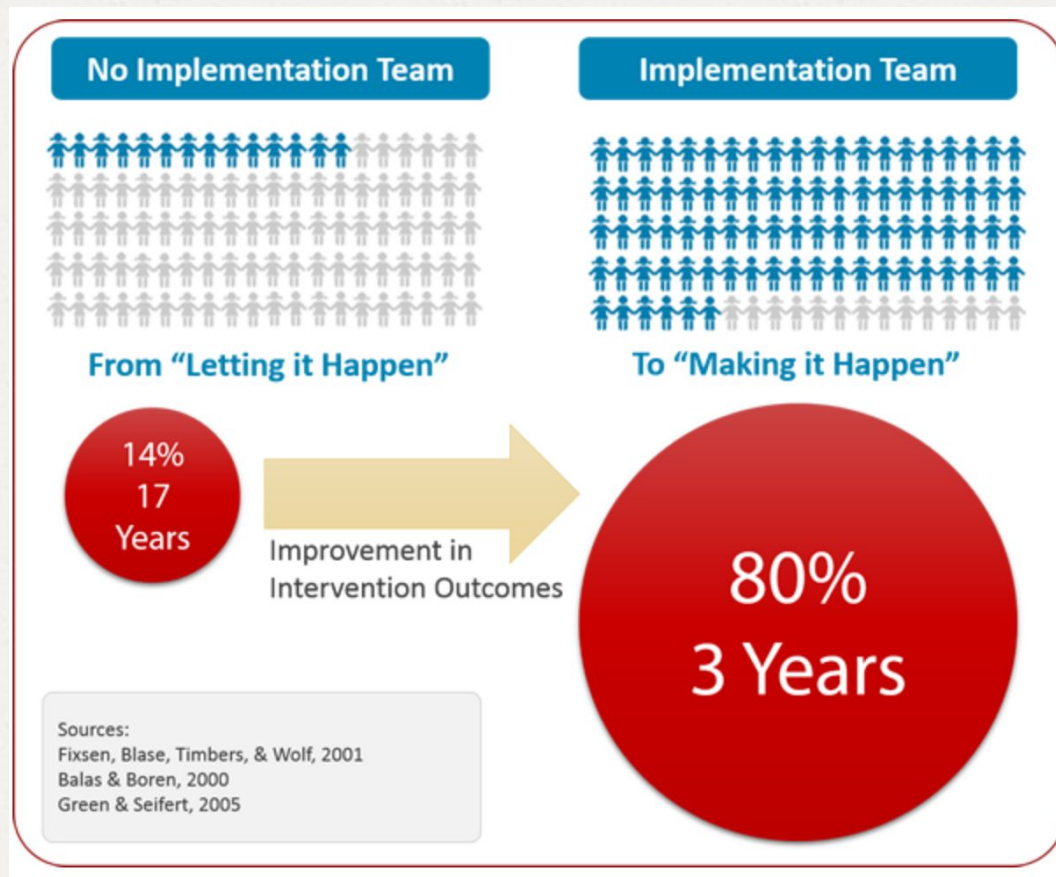 No Implementation Team
Implementation Team
From “Letting it Happen”
To “Making it Happen”
14%
17
Years
Improvement in
Intervention Outcomes
80%
3 Years
Sources:
Fixsen, Blase, Timbers, & Wolf, 2001
Balas & Boren, 2000
Green & Seifert, 2005